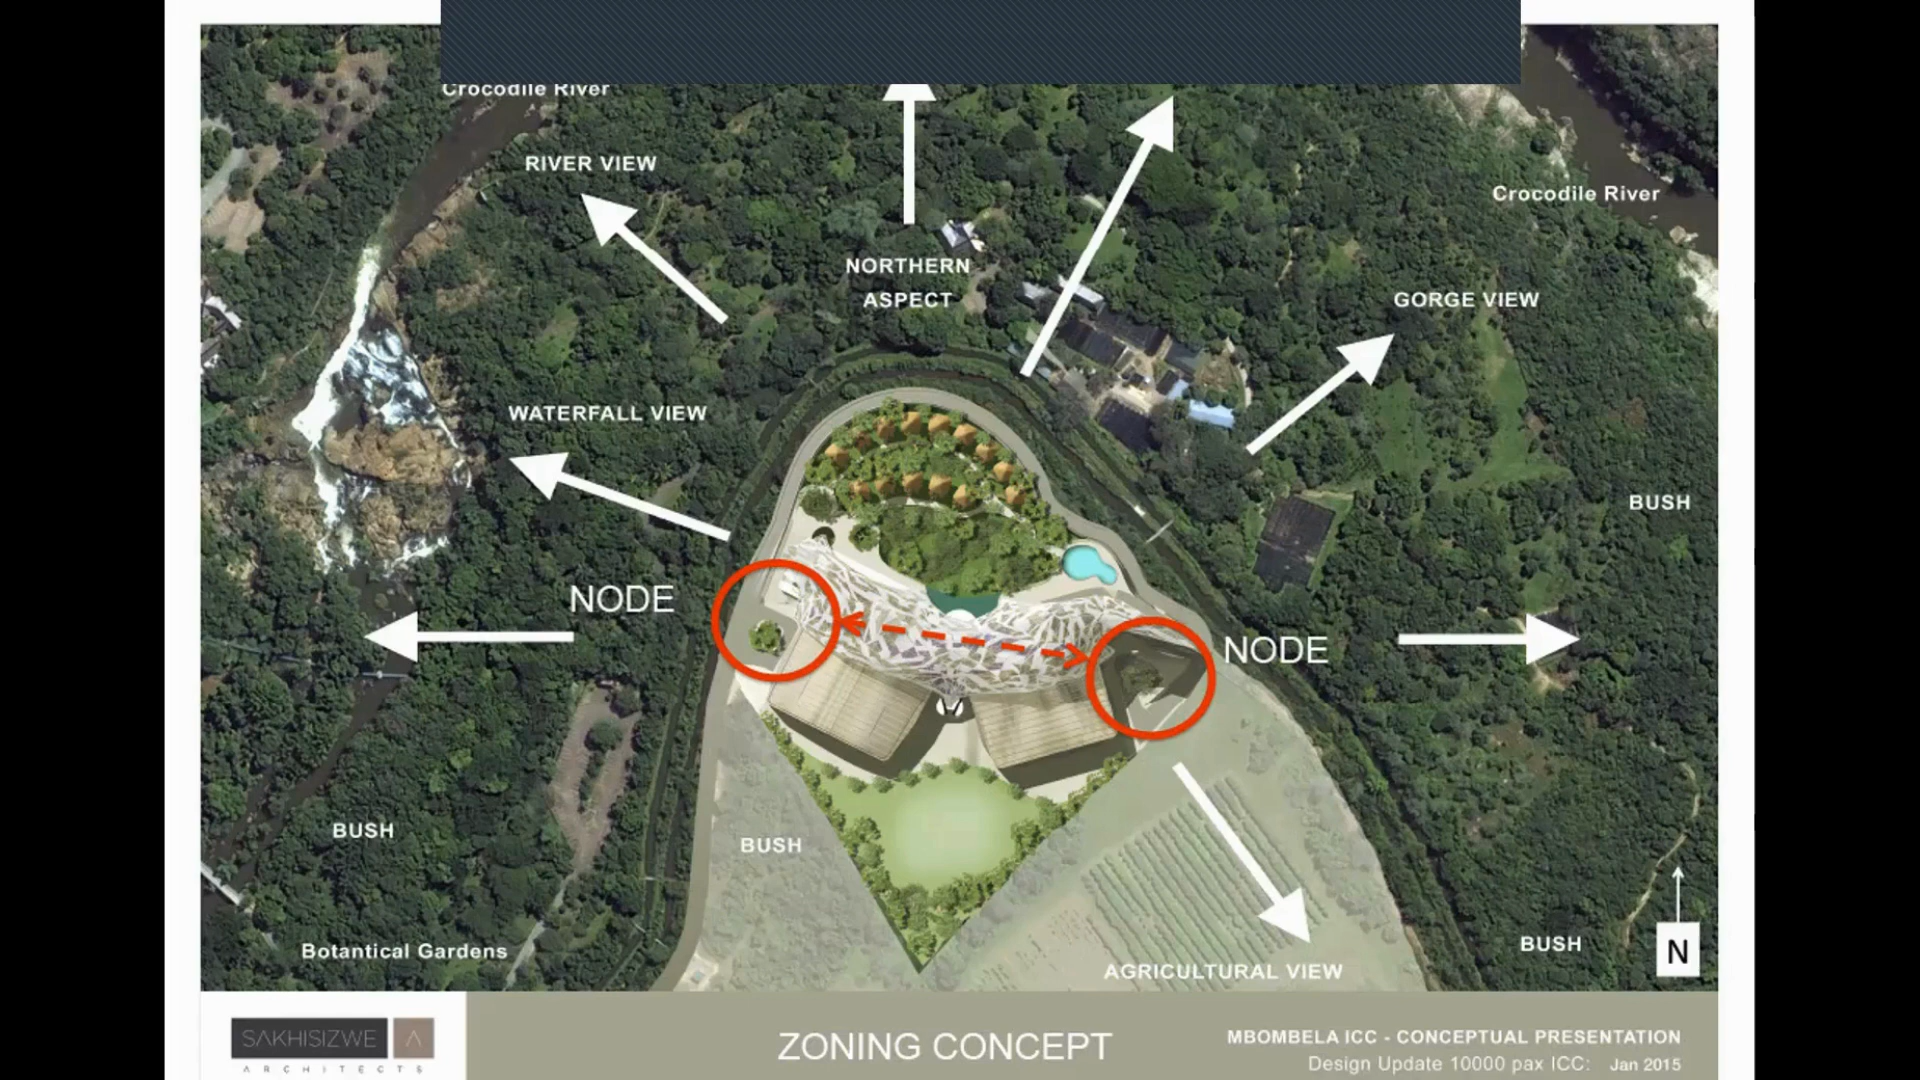 Crocodile River
RIVER VIEW
Crocodile River
NORTHERN
ASPECT
GORGE VIEW
WATERFALL VIEW
BUSH
NODE
NODE
BUSH
BUSH
BUSH
N
Botantical Gardens
AGRICULTURAL VIEW
SAKHISIZWE A
ARCHITECTS
ZONING CONCEPT
MBOMBELA ICC - CONCEPTUAL PRESENTATION
Design Update 10000 pax ICC: Jan 2015